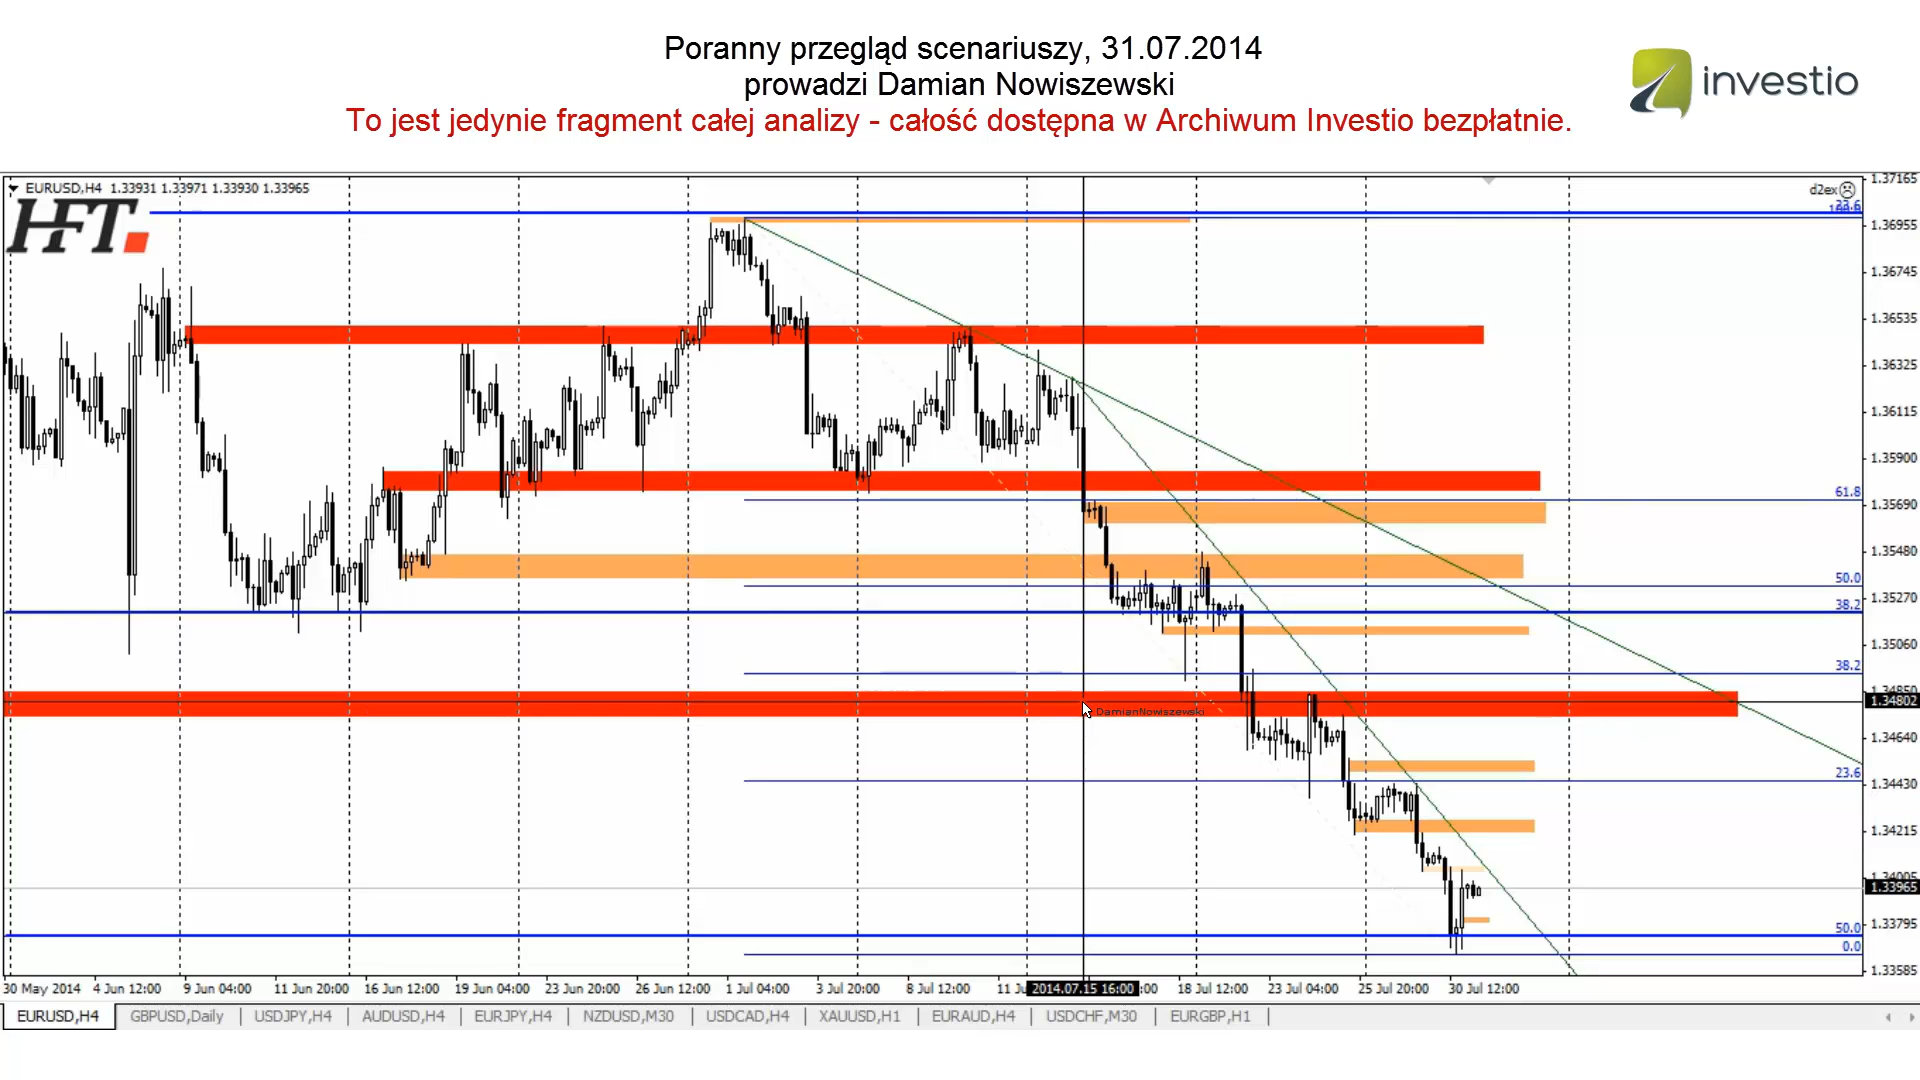 Poranny przegląd scenariuszy, 31.07.2014
prowadzi Damian Nowiszewski
To jest jedynie fragment całej analizy - całość dostępna w Archiwum Investio bezpłatnie.
investio
EURUSD,H4 1.33931 1.33971 1.33930 1.33965
d2ex
HFT
1.37165
1.36955
1.36745
1.36535
1.36325
1.36115
1.35900
61.8
1.35690
1.35480
50.0
1.35270
38.2
1.35060
38.2
1.34802
DamianNowiszewski
1.34640
23.6
1.34430
1.34215
1.33965
1.33795
50.0
0.0
1.33585
30 May 2014
4 Jun 12:00
9 Jun 04:00
11 Jun 20:00
16 Jun 12:00
19 Jun 04:00
23 Jun 20:00
26 Jun 12:00
1 Jul 04:00
3 Jul 20:00
8 Jul 12:00
2014.07.15 16:00
18 Jul 12:00
23 Jul 04:00
25 Jul 20:00
30 Jul 12:00
EURUSD,H4
GBPUSD,Daily
USDJPY,H4
AUDUSD,H4
EURJPY,H4
NZDUSD,M30
USDCAD,H4
XAUUSD,H1
EURAUD,H4
USDCHF,M30
EURGBP,H1